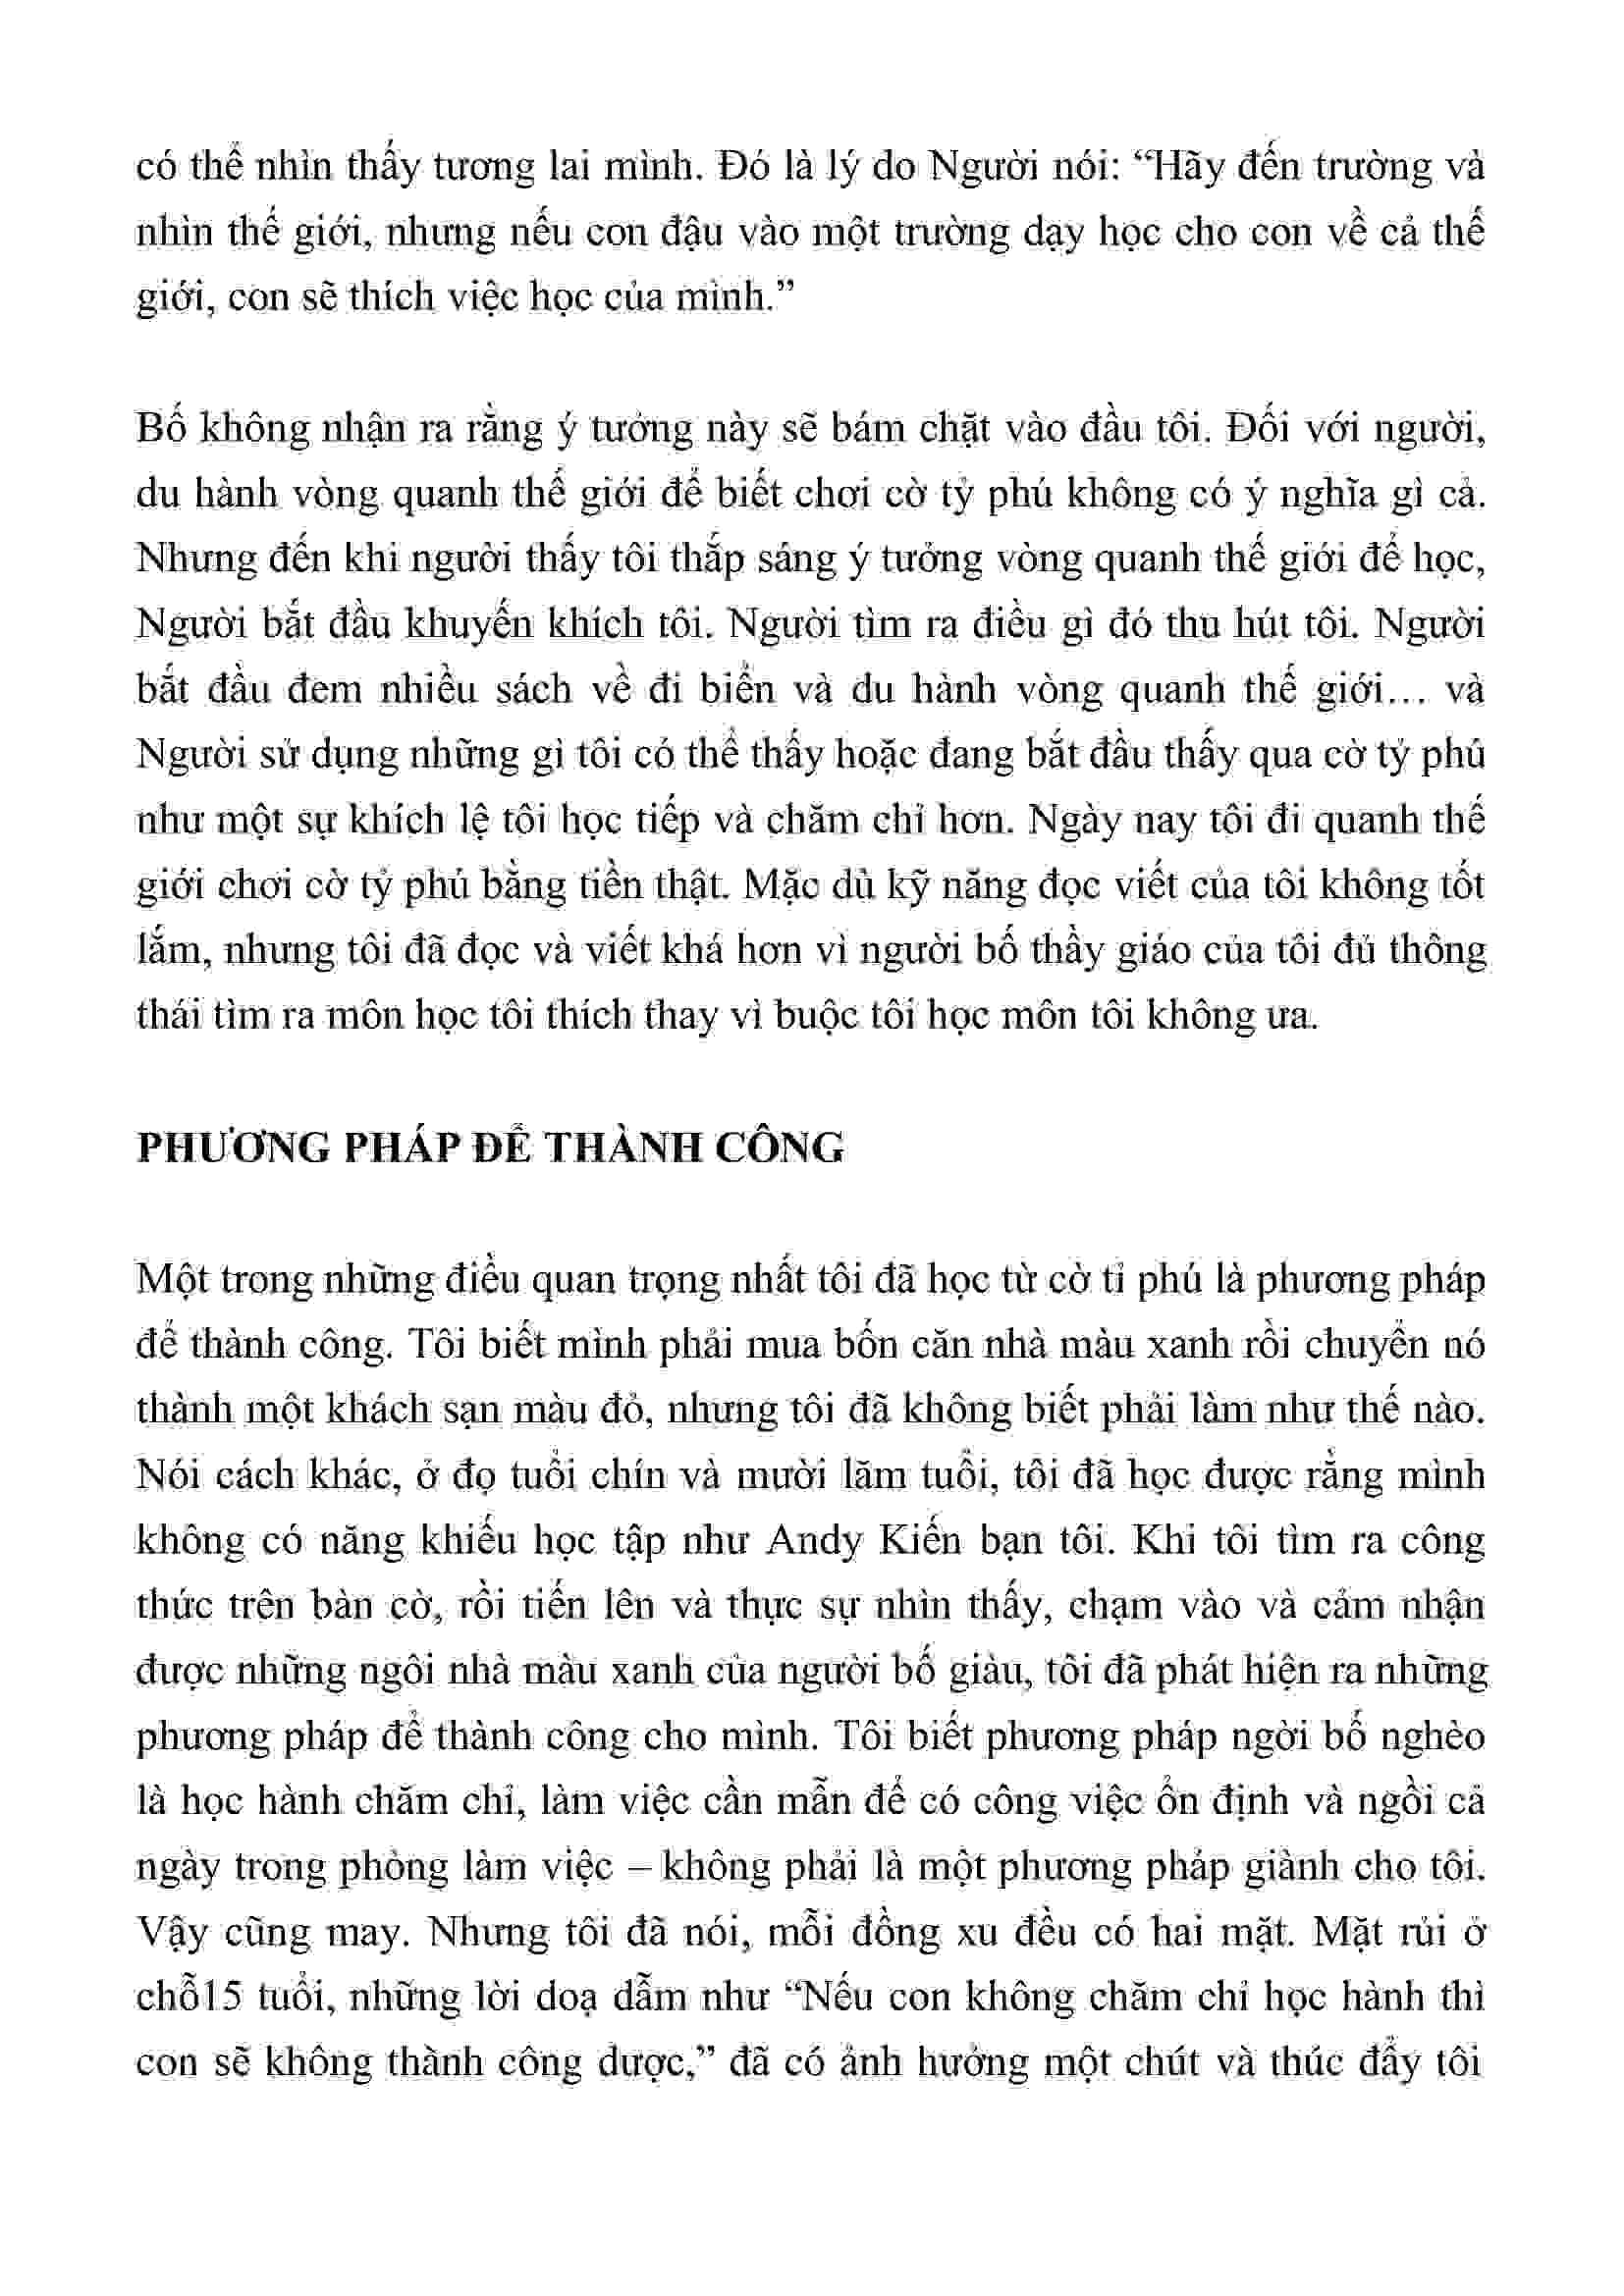 có thể nhìn thấy tương lai mình. Đó là lý do Người nói: “Hãy đến trường và
nhìn thế giới, nhưng nếu con đậu vào một trường dạy học cho con về cả thế
giới, con sẽ thích việc học của mình.”
Bố không nhận ra rằng ý tưởng này sẽ bám chặt vào đầu tôi. Đối với người,
du hành vòng quanh thế giới để biết chơi cờ tỷ phú không có ý nghĩa gì cả.
Nhưng đến khi người thấy tôi thắp sáng ý tưởng vòng quanh thế giới để học,
Người bắt đầu khuyến khích tôi. Người tìm ra điều gì đó thu hút tôi. Người
bắt đầu đem nhiều sách về đi biển và du hành vòng quanh thế giới… và
Người sử dụng những gì tôi có thể thấy hoặc đang bắt đầu thấy qua cờ tỷ phú
như một sự khích lệ tôi học tiếp và chăm chỉ hơn. Ngày nay tôi đi quanh thế
giới chơi cờ tỷ phú bằng tiền thật. Mặc dù kỹ năng đọc viết của tôi không tốt
lắm, nhưng tôi đã đọc và viết khá hơn vì người bố thầy giáo của tôi đủ thông
thái tìm ra môn học tôi thích thay vì buộc tôi học môn tôi không ưa.
PHƯƠNG PHÁP ĐỂ THÀNH CÔNG
Một trong những điều quan trọng nhất tôi đã học từ cờ tỉ phú là phương pháp
để thành công. Tôi biết mình phải mua bốn căn nhà màu xanh rồi chuyển nó
thành một khách sạn màu đỏ, nhưng tôi đã không biết phải làm như thế nào.
Nói cách khác, ở đọ tuổi chín và mười lăm tuổi, tôi đã học được rằng mình
không có năng khiếu học tập như Andy Kiến bạn tôi. Khi tôi tìm ra công
thức trên bàn cờ, rồi tiến lên và thực sự nhìn thấy, chạm vào và cảm nhận
được những ngôi nhà màu xanh của người bố giàu, tôi đã phát hiện ra những
phương pháp để thành công cho mình. Tôi biết phương pháp ngời bố nghèo
là học hành chăm chỉ, làm việc cần mẫn để có công việc ổn định và ngồi cả
ngày trong phòng làm việc – không phải là một phương pháp giành cho tôi.
Vậy cũng may. Nhưng tôi đã nói, mỗi đồng xu đều có hai mặt. Mặt rủi ở
chỗ15 tuổi, những lời doạ dẫm như “Nếu con không chăm chỉ học hành thì
con sẽ không thành công dược,” đã có ảnh hưởng một chút và thúc đẩy tôi